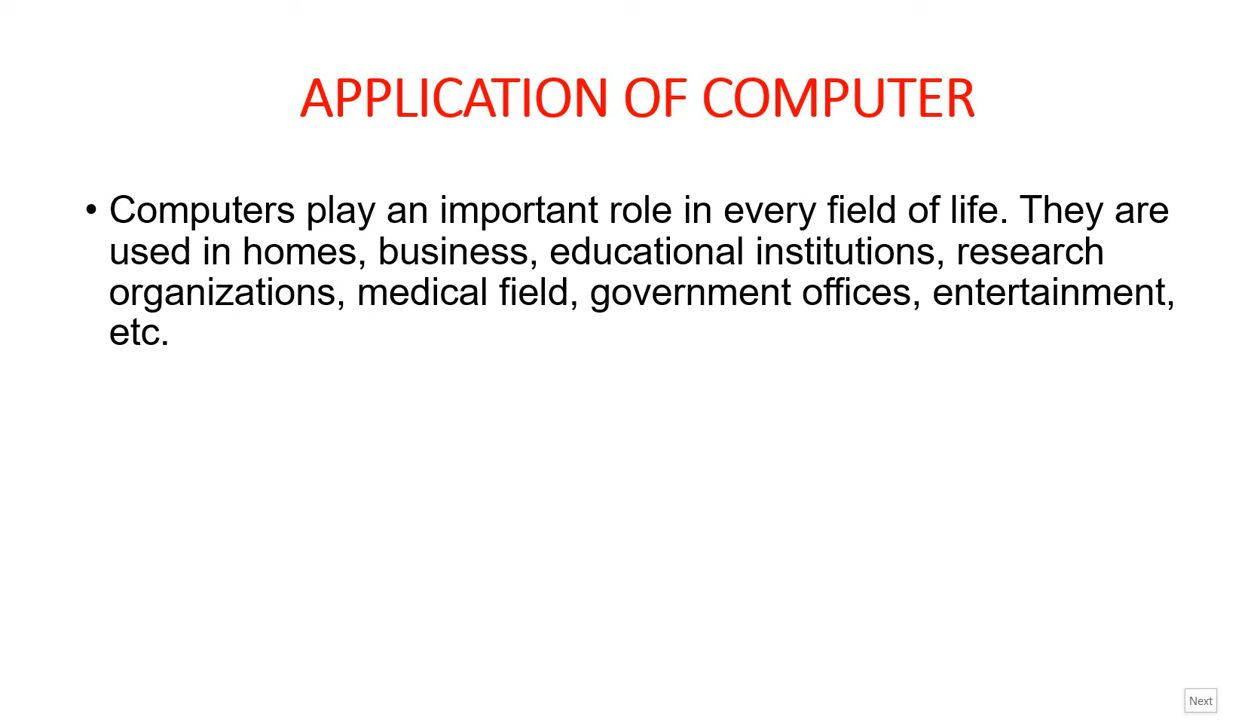 APPLICATION OF COMPUTER
• Computers play an important role in every field of life. They are
used in homes, business, educational institutions, research
organizations, medical field, government offices, entertainment,
etc.
Next